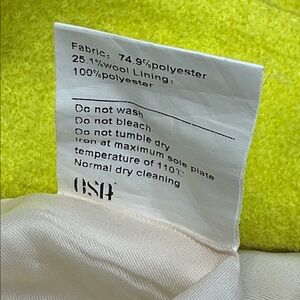 Fabric: 74.9%polyester
25.1%wool Lining:
100%polyester
Do not wash
Do not bleach
Do not tumble dry
Iron at maximum sole plate
temperature of 110℃
Normal dry cleaning
OSA